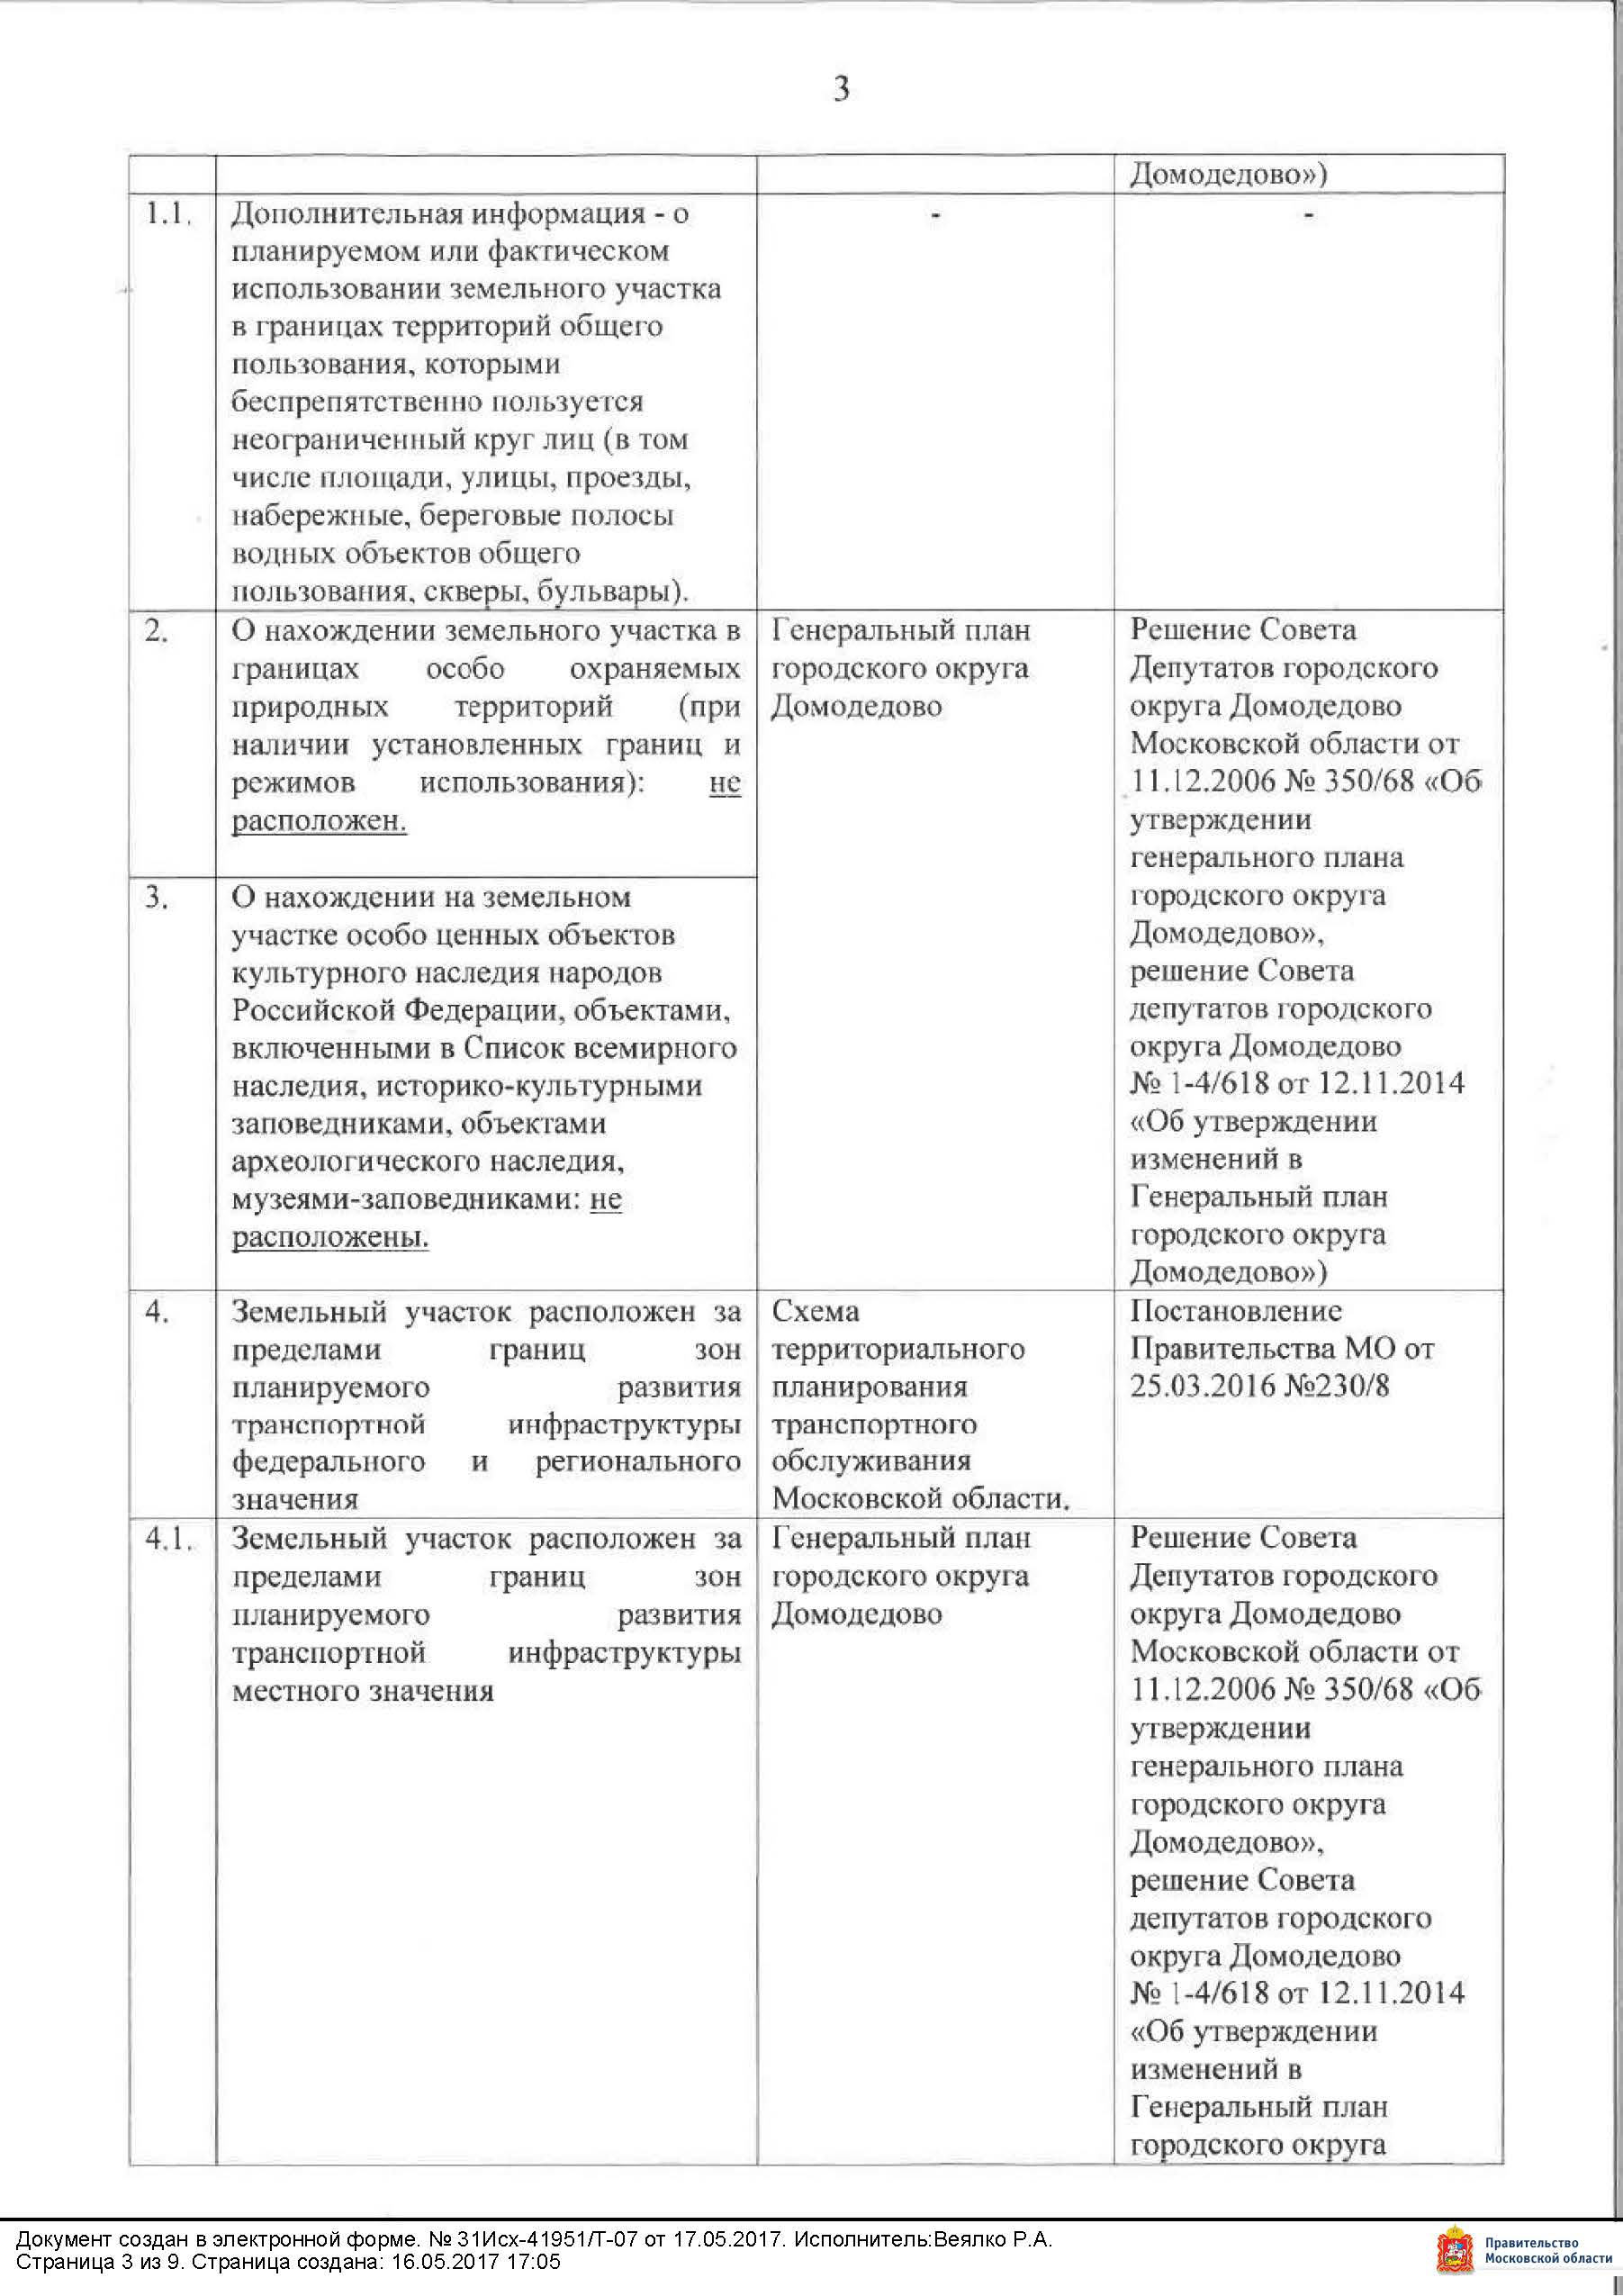 3
Домодедово»)
1.1.
Дополнительная информация - о
планируемом или фактическом
использовании земельного участка
в границах территорий общего
пользования, которыми
беспрепятственно пользуется
неограниченный круг лиц (в том
числе площади, улицы, проезды,
набережные, береговые полосы
водных объектов общего
пользования, скверы, бульвары).
-
-
2.
О нахождении земельного участка в
границах особо охраняемых
природных территорий (при
наличии установленных границ и
режимов использования): не
расположен.
Генеральный план
городского округа
Домодедово
Решение Совета
Депутатов городского
округа Домодедово
Московской области от
11.12.2006 № 350/68 «Об
утверждении
генерального плана
городского округа
Домодедово»,
решение Совета
депутатов городского
округа Домодедово
№ 1-4/618 от 12.11.2014
«Об утверждении
изменений в
Генеральный план
городского округа
Домодедово»)
3.
О нахождении на земельном
участке особо ценных объектов
культурного наследия народов
Российской Федерации, объектами,
включенными в Список всемирного
наследия, историко-культурными
заповедниками, объектами
археологического наследия,
музеями-заповедниками: не
расположены.
4.
Земельный участок расположен за
пределами границ зон
планируемого развития
транспортной инфраструктуры
федерального и регионального
значения
Схема
территориального
планирования
транспортного
обслуживания
Московской области.
Постановление
Правительства МО от
25.03.2016 №230/8
4.1.
Земельный участок расположен за
пределами границ зон
планируемого развития
транспортной инфраструктуры
местного значения
Генеральный план
городского округа
Домодедово
Решение Совета
Депутатов городского
округа Домодедово
Московской области от
11.12.2006 № 350/68 «Об
утверждении
генерального плана
городского округа
Домодедово»,
решение Совета
депутатов городского
округа Домодедово
№ 1-4/618 от 12.11.2014
«Об утверждении
изменений в
Генеральный план
городского округа
Документ создан в электронной форме. № 31Исх-41951/Т-07 от 17.05.2017. Исполнитель:Веялко Р.А.
Страница 3 из 9. Страница создана: 16.05.2017 17:05
Правительство
Московской области